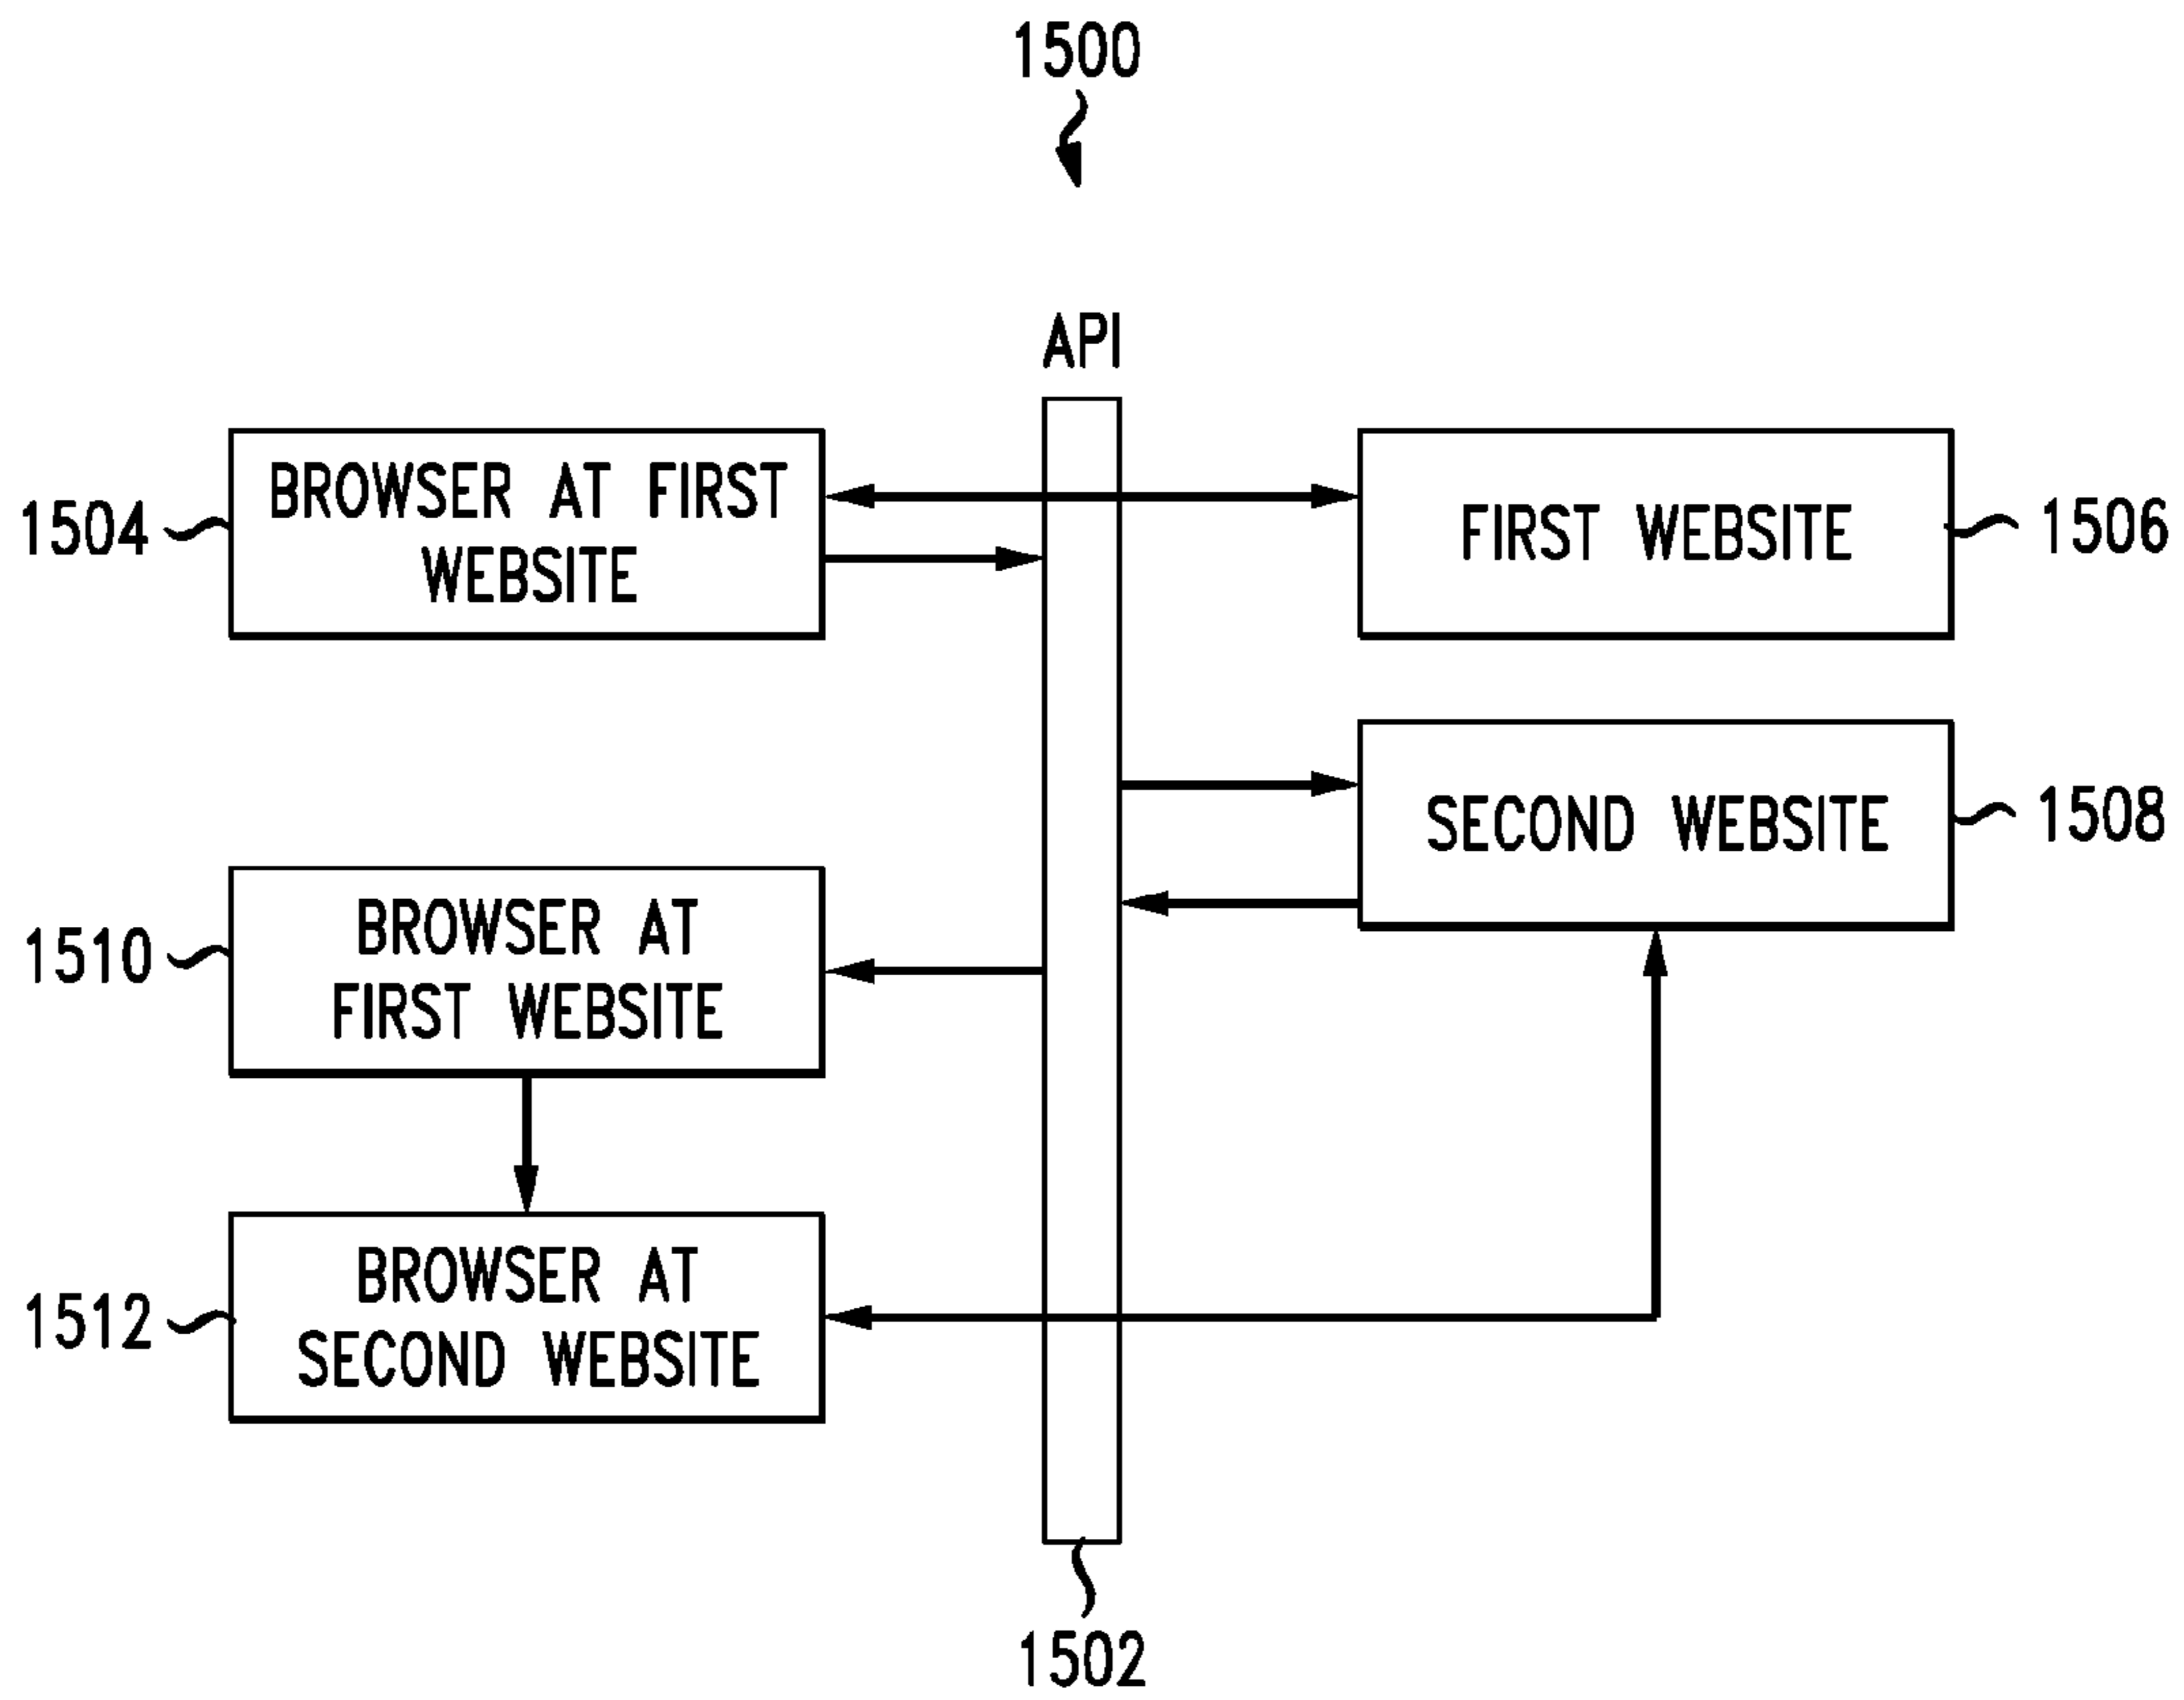 1500
API
BROWSER AT FIRST
WEBSITE
1504
FIRST WEBSITE
1506
SECOND WEBSITE
1508
BROWSER AT
FIRST WEBSITE
1510
BROWSER AT
SECOND WEBSITE
1512
1502